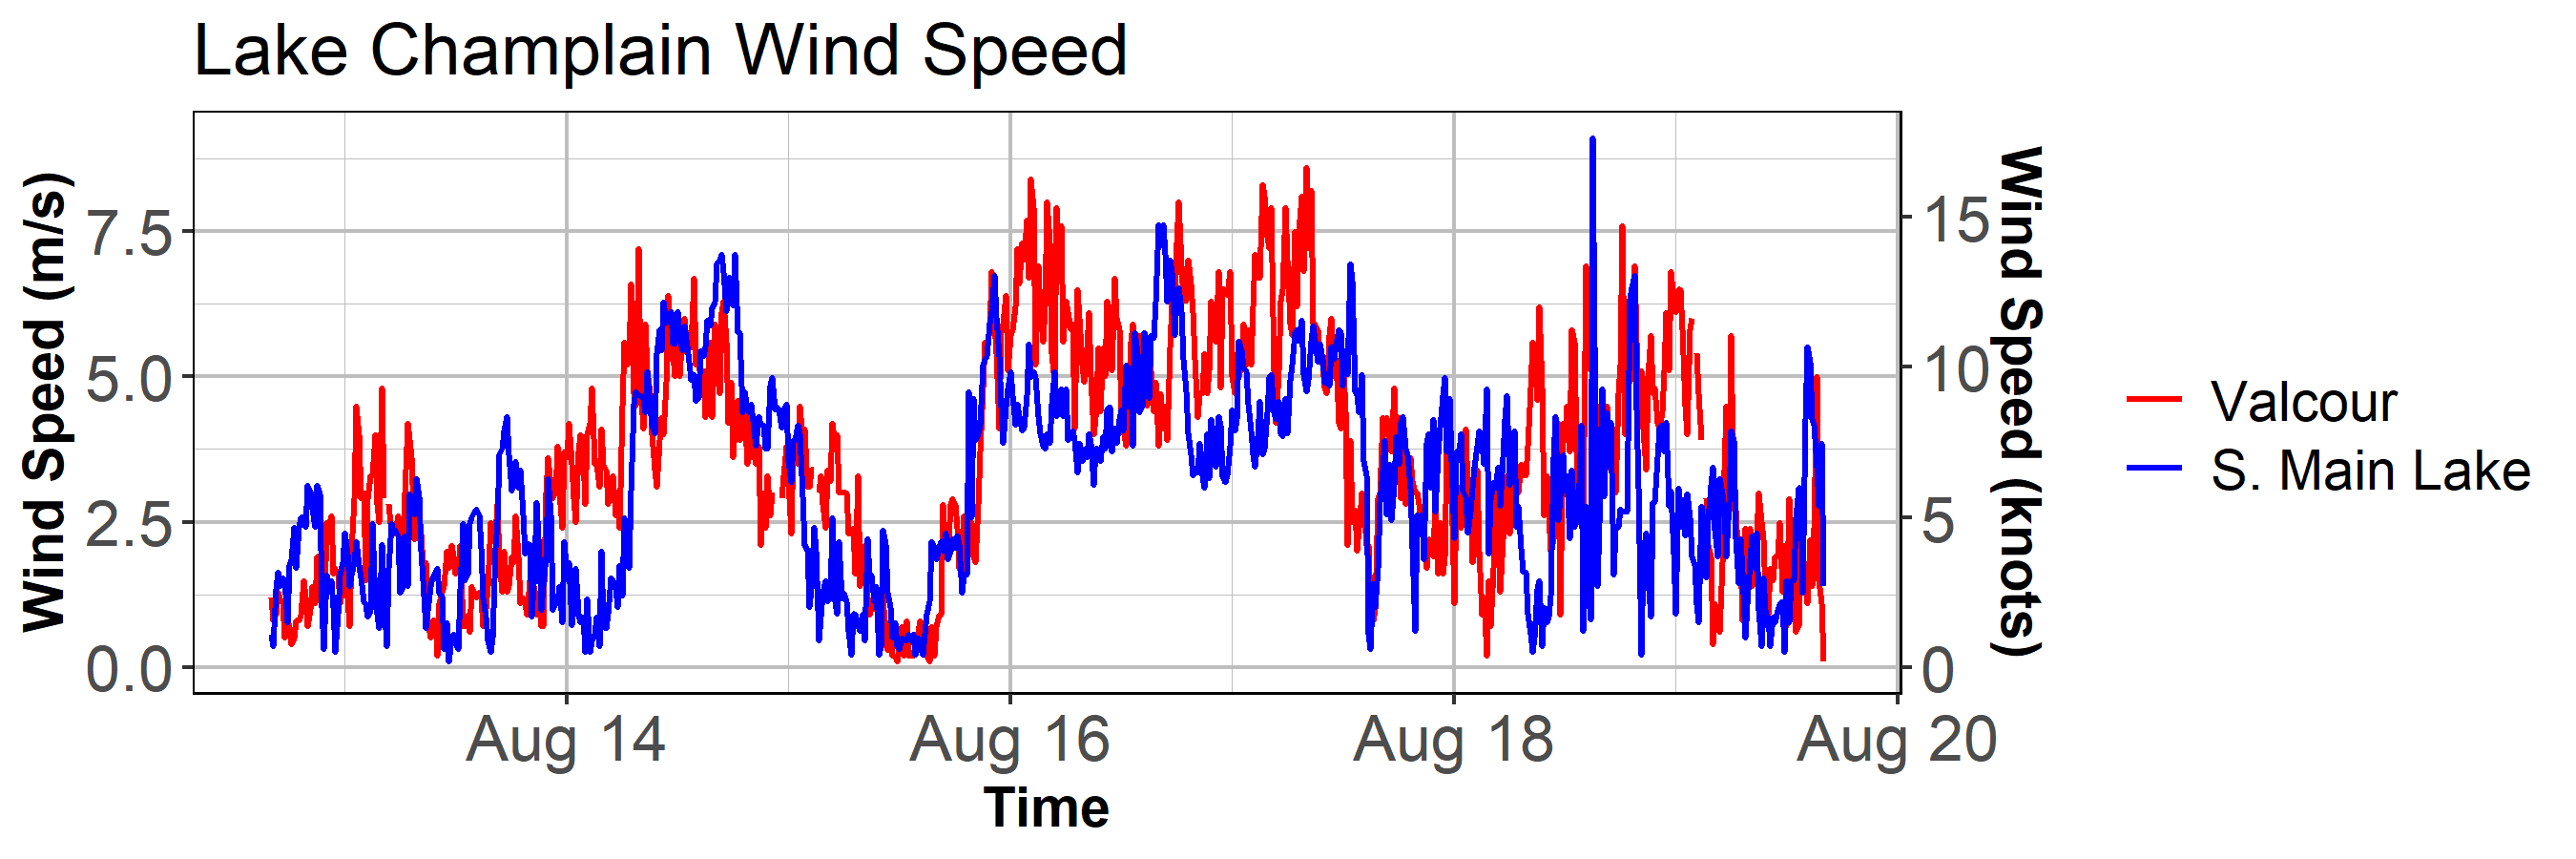 Lake Champlain Wind Speed
Wind Speed (m/s)
7.5
5.0
2.5
0.0
15
10
5
0
Wind Speed (knots)
Aug 14
Aug 16
Aug 18
Aug 20
Time
Valcour
S. Main Lake